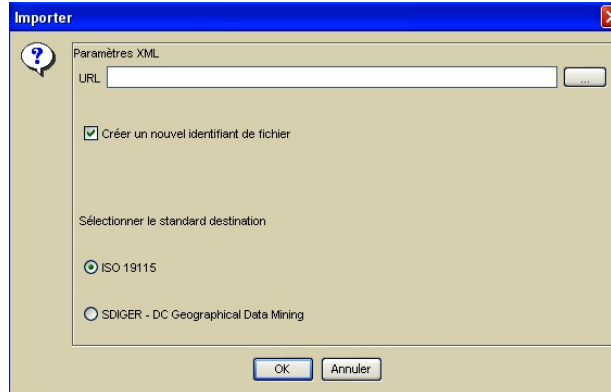 Importer
Paramètres XML
URL
...
Créer un nouvel identifiant de fichier
Sélectionner le standard destination
ISO 19115
SDIGER - DC Geographical Data Mining
OK
Annuler